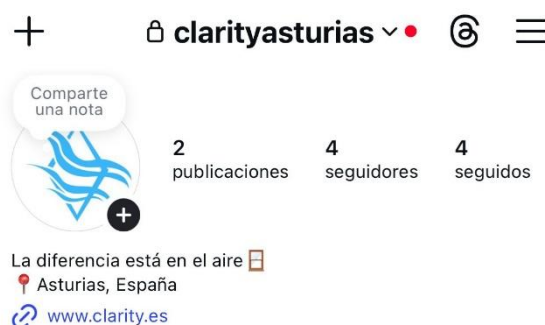 clarityasturias
Comparte
una nota
2
publicaciones
4
seguidores
4
seguidos
La diferencia está en el aire
Asturias, España
www.clarity.es